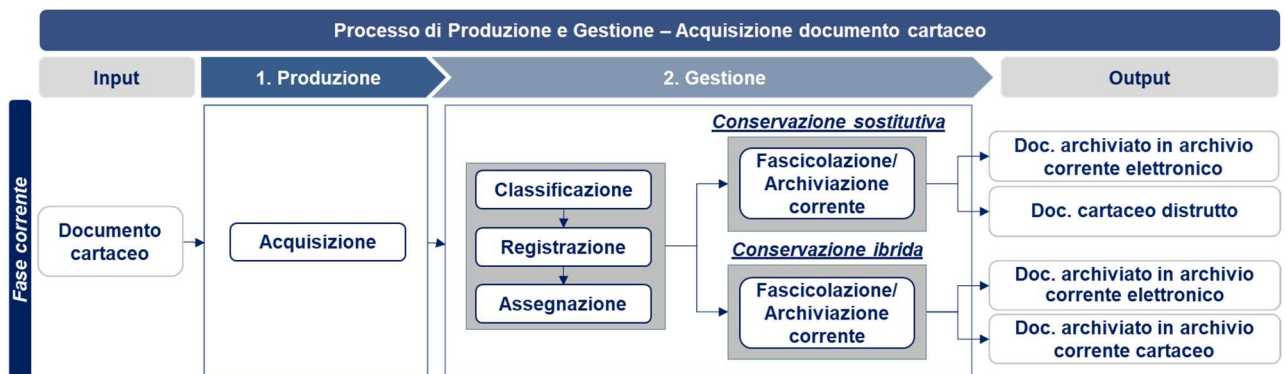 Processo di Produzione e Gestione – Acquisizione documento cartaceo
Input
1. Produzione
2. Gestione
Output
Fase corrente
Documento
cartaceo
Acquisizione
Classificazione
Registrazione
Assegnazione
Conservazione sostitutiva
Fascicolazione/
Archiviazione
corrente
Conservazione ibrida
Fascicolazione/
Archiviazione
corrente
Doc. archiviato in archivio
corrente elettronico
Doc. cartaceo distrutto
Doc. archiviato in archivio
corrente elettronico
Doc. archiviato in archivio
corrente cartaceo